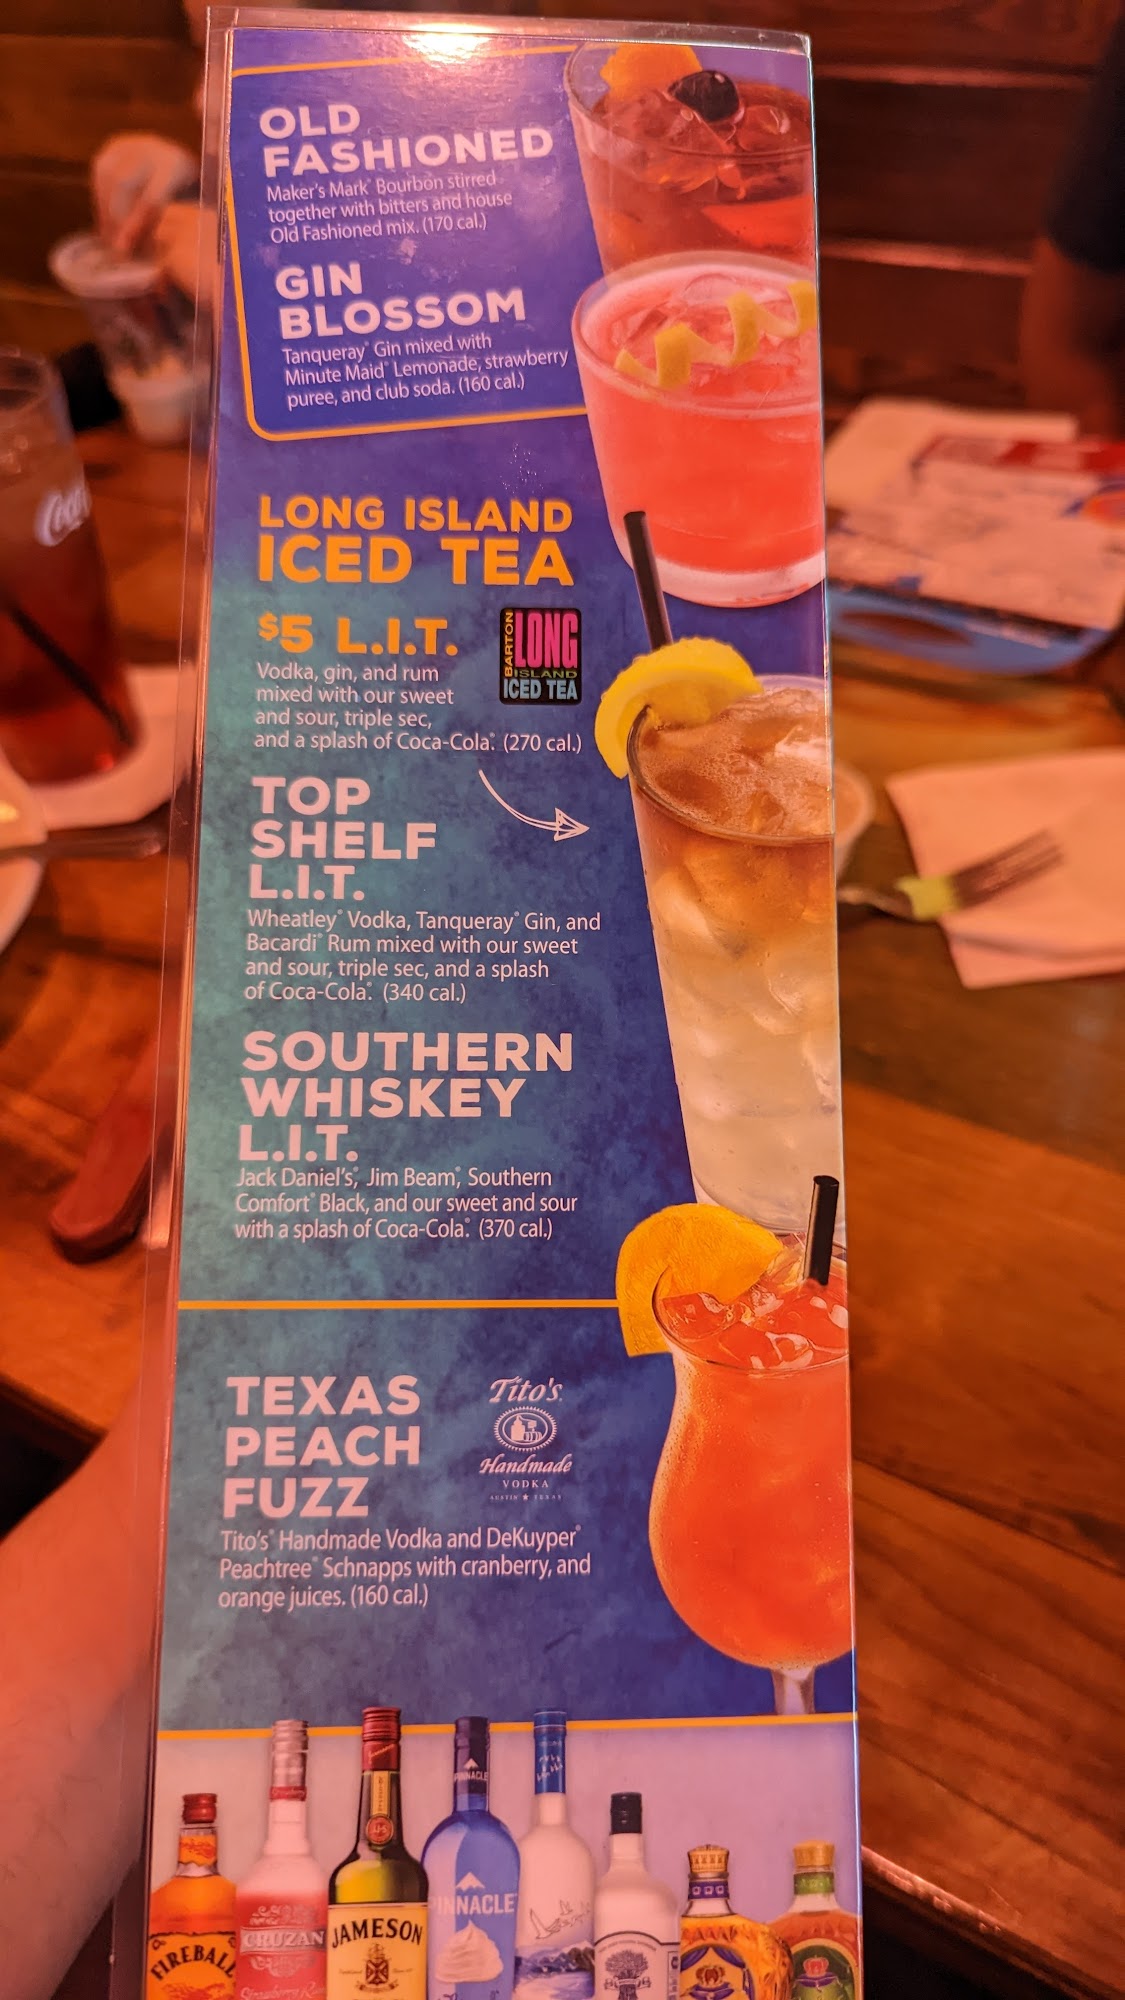 OLD
FASHIONED
Maker's Mark® Bourbon stirred
together with bitters and house
Old Fashioned mix. (170 cal.)
GIN
BLOSSOM
Tanqueray® Gin mixed with
Minute Maid® Lemonade, strawberry
puree, and club soda. (160 cal.)
LONG ISLAND
ICED TEA
$5 L.I.T.
BARTON
LONG
ISLAND
ICED TEA
Vodka, gin, and rum
mixed with our sweet
and sour, triple sec,
and a splash of Coca-Cola®. (270 cal.)
TOP
SHELF
L.I.T.
Wheatley® Vodka, Tanqueray® Gin, and
Bacardi® Rum mixed with our sweet
and sour, triple sec, and a splash
of Coca-Cola®. (340 cal.)
SOUTHERN
WHISKEY
L.I.T.
Jack Daniel's®, Jim Beam®, Southern
Comfort® Black, and our sweet and sour
with a splash of Coca-Cola®. (370 cal.)
TEXAS
PEACH
FUZZ
Tito's
Handmade
VODKA
AUSTIN ★ TEXAS
Tito's® Handmade Vodka and DeKuyper®
Peachtree® Schnapps with cranberry, and
orange juices. (160 cal.)
PINNACLE
FIREBALL
CRUZAN
Strawberry
JAMESON
PINNACLE